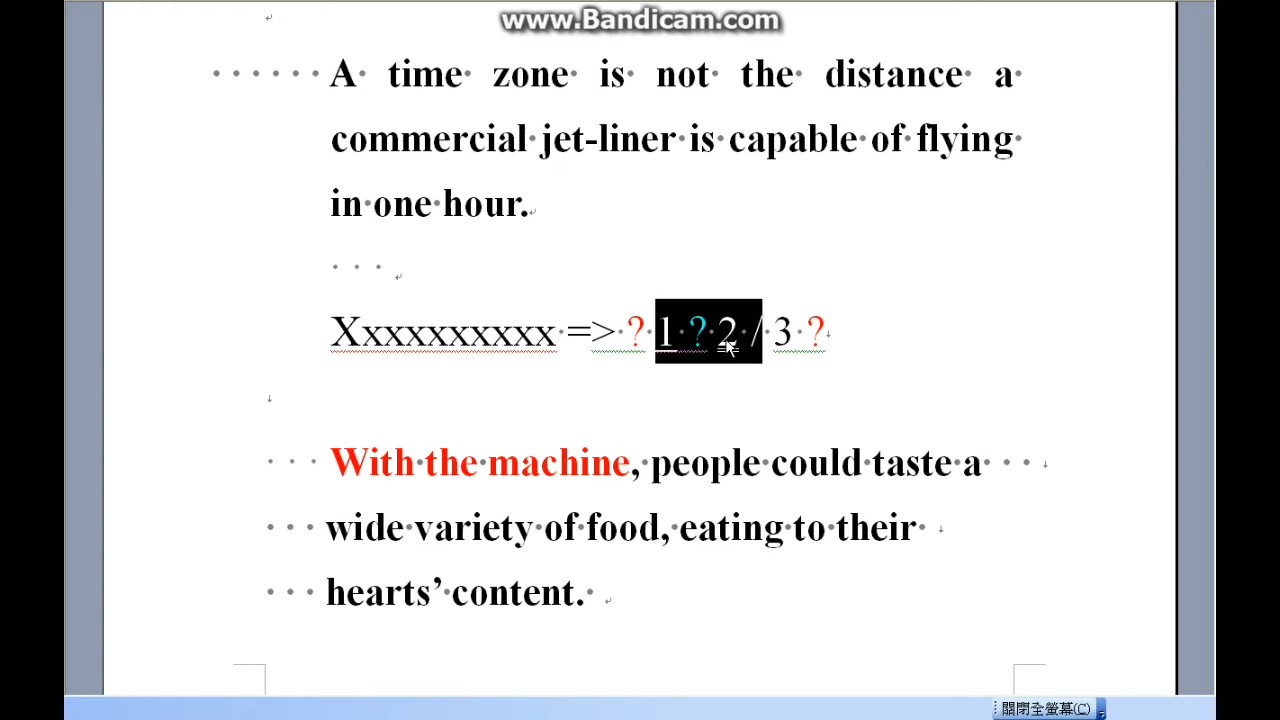 www.Bandicam.com
A time zone is not the distance a
commercial jet-liner is capable of flying
in one hour.
Xxxxxxxxxx => ? 1 ? 2 / 3 ?
With the machine, people could taste a
wide variety of food, eating to their
hearts’ content.
關閉全螢幕(C)